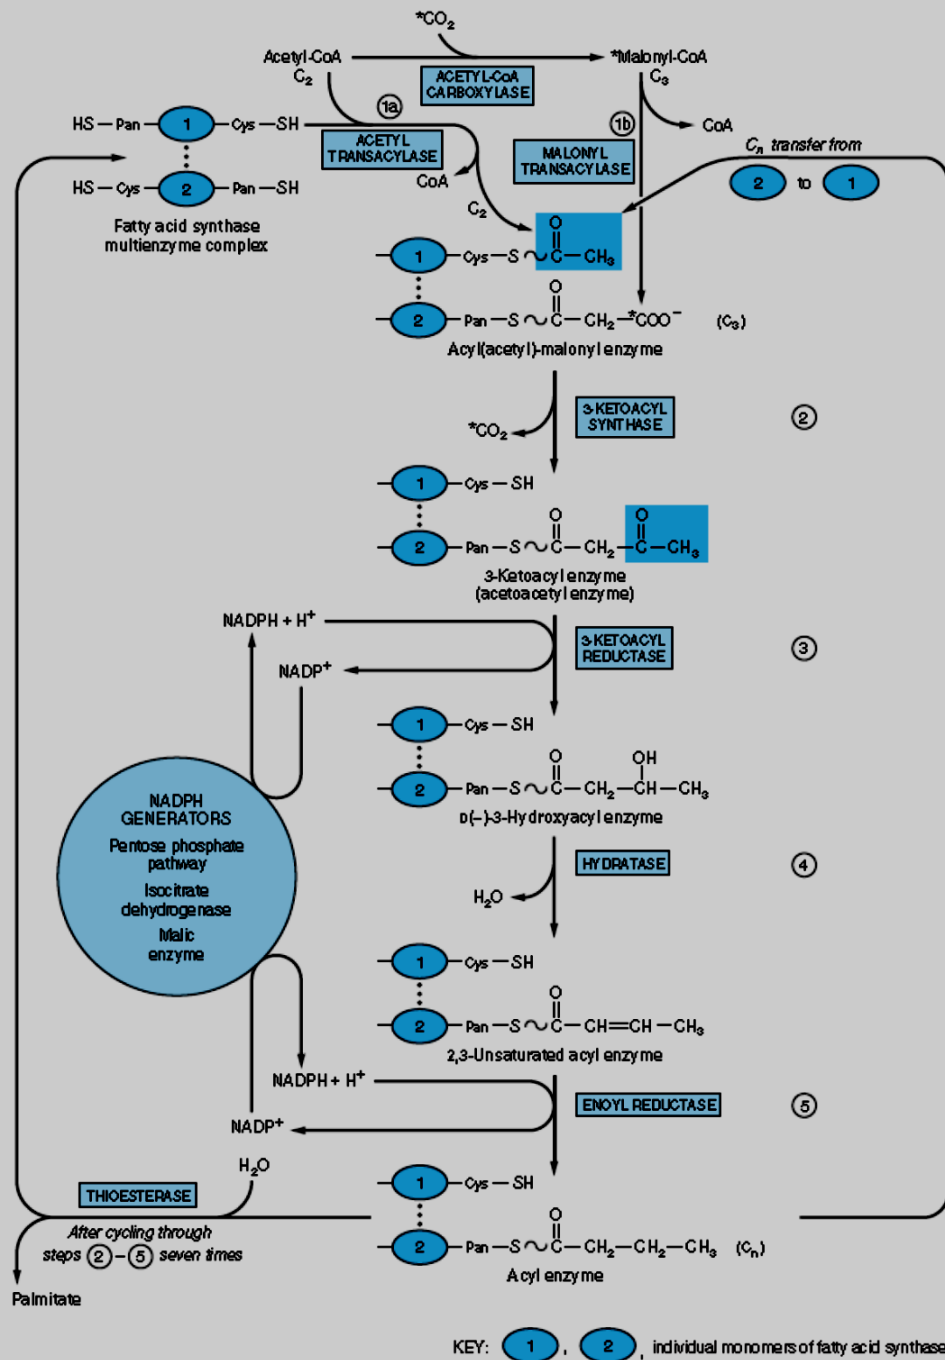 *CO₂
Acetyl-CoA
C₂
*Malonyl-CoA
C₃
ACETYL-CoA
CARBOXYLASE
1a
1b
HS–Pan–1–Cys–SH
ACETYL
TRANSACYLASE
MALONYL
TRANSACYLASE
CoA
Cₙ transfer from
2 to 1
CoA
HS–Cys–2–Pan–SH
C₂
Fatty acid synthase
multienzyme complex
O
1 Cys–S~C–CH₃
O
2 Pan–S~C–CH₂–*COO⁻ (C₃)
Acyl(acetyl)-malonyl enzyme
3-KETOACYL
SYNTHASE
2
*CO₂
1 Cys–SH
O O
2 Pan–S~C–CH₂–C–CH₃
3-Ketoacyl enzyme
(acetoacetyl enzyme)
NADPH + H⁺
3-KETOACYL
REDUCTASE
3
NADP⁺
1 Cys–SH
O OH
2 Pan–S~C–CH₂–CH–CH₃
D(–)-3-Hydroxyacyl enzyme
NADPH
GENERATORS
Pentose phosphate
pathway
Isocitrate
dehydrogenase
Malic
enzyme
HYDRATASE
4
H₂O
1 Cys–SH
O
2 Pan–S~C–CH=CH–CH₃
2,3-Unsaturated acyl enzyme
NADPH + H⁺
ENOYL REDUCTASE
5
NADP⁺
H₂O
1 Cys–SH
THIOESTERASE
After cycling through
steps 2–5 seven times
O
2 Pan–S~C–CH₂–CH₂–CH₃ (Cₙ)
Acyl enzyme
Palmitate
KEY: 1, 2, individual monomers of fatty acid synthase